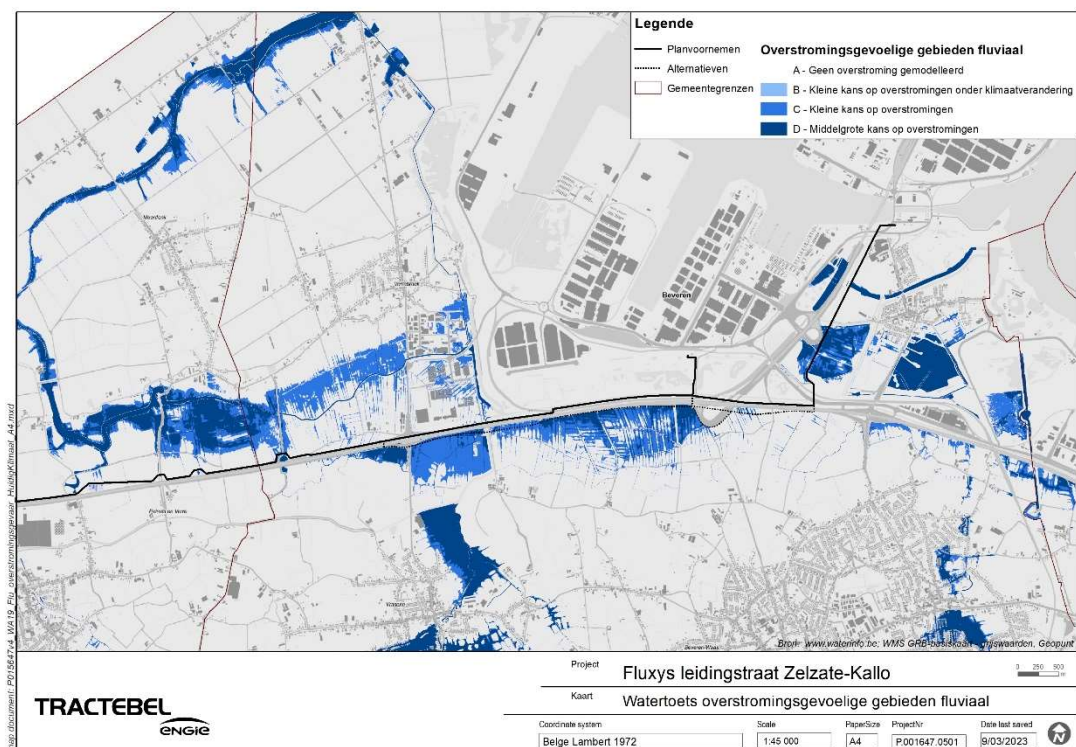 Legende
Planvoornemen
Alternatieven
Gemeentegrenzen
Overstromingsgevoelige gebieden fluviaal
A - Geen overstroming gemodelleerd
B - Kleine kans op overstromingen onder klimaatverandering
C - Kleine kans op overstromingen
D - Middelgrote kans op overstromingen
Beveren
Bron: www.waterinfo.be; WMS GRB-basiskaart - grijswaarden, Geopunt
Project
Fluxys leidingstraat Zelzate-Kallo
0 250 500
m
Kaart
Watertoets overstromingsgevoelige gebieden fluviaal
TRACTEBEL
ENGIE
Coordinate system
Belge Lambert 1972
Scale
1:45 000
PaperSize
A4
ProjectNr
P.001647.0501
Date last saved
9/03/2023
N